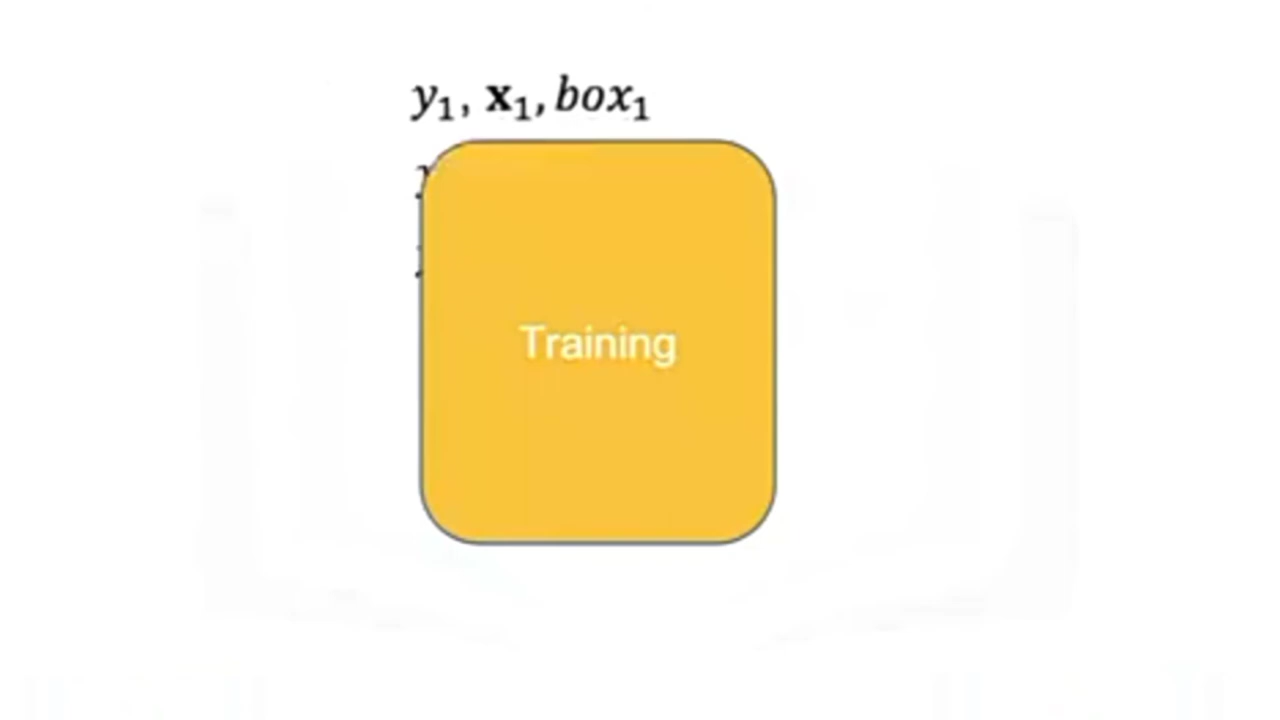 y₁, x₁, box₁
Training